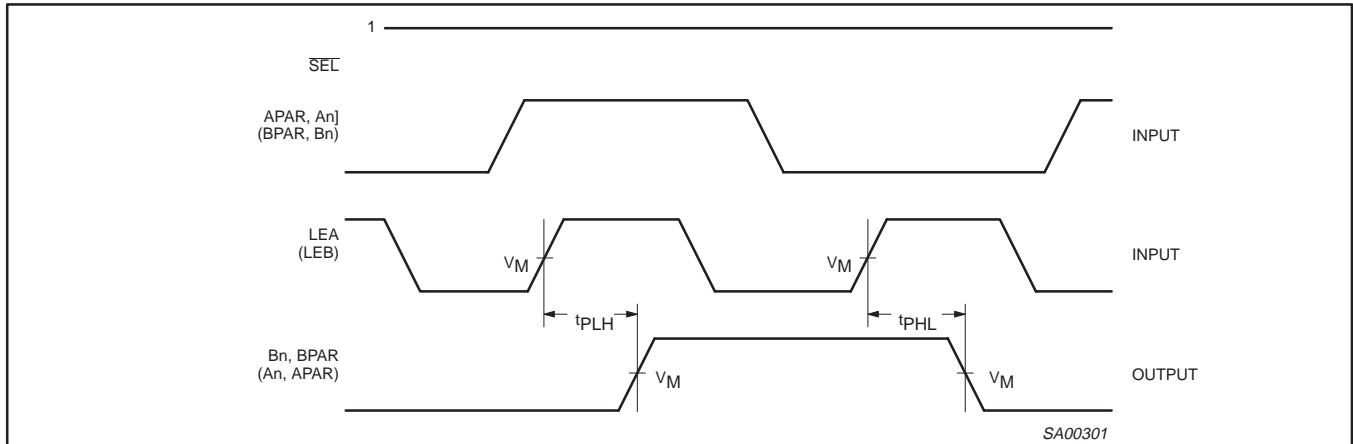 1
SEL
APAR, An]
(BPAR, Bn)
INPUT
LEA
(LEB)
VM
VM
INPUT
tPLH
tPHL
Bn, BPAR
(An, APAR)
VM
VM
OUTPUT
SA00301